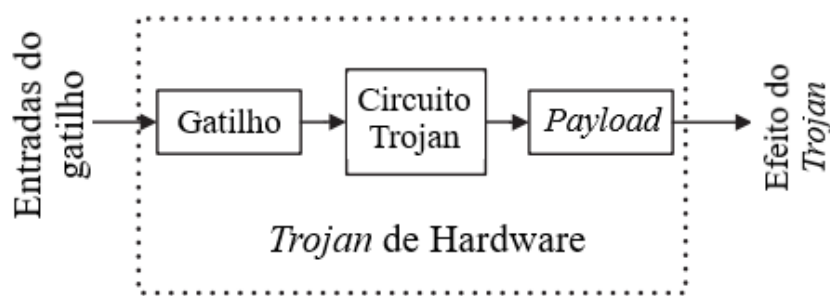 Entradas do
gatilho
Gatilho
Circuito
Trojan
Payload
Efeito do
Trojan
Trojan de Hardware